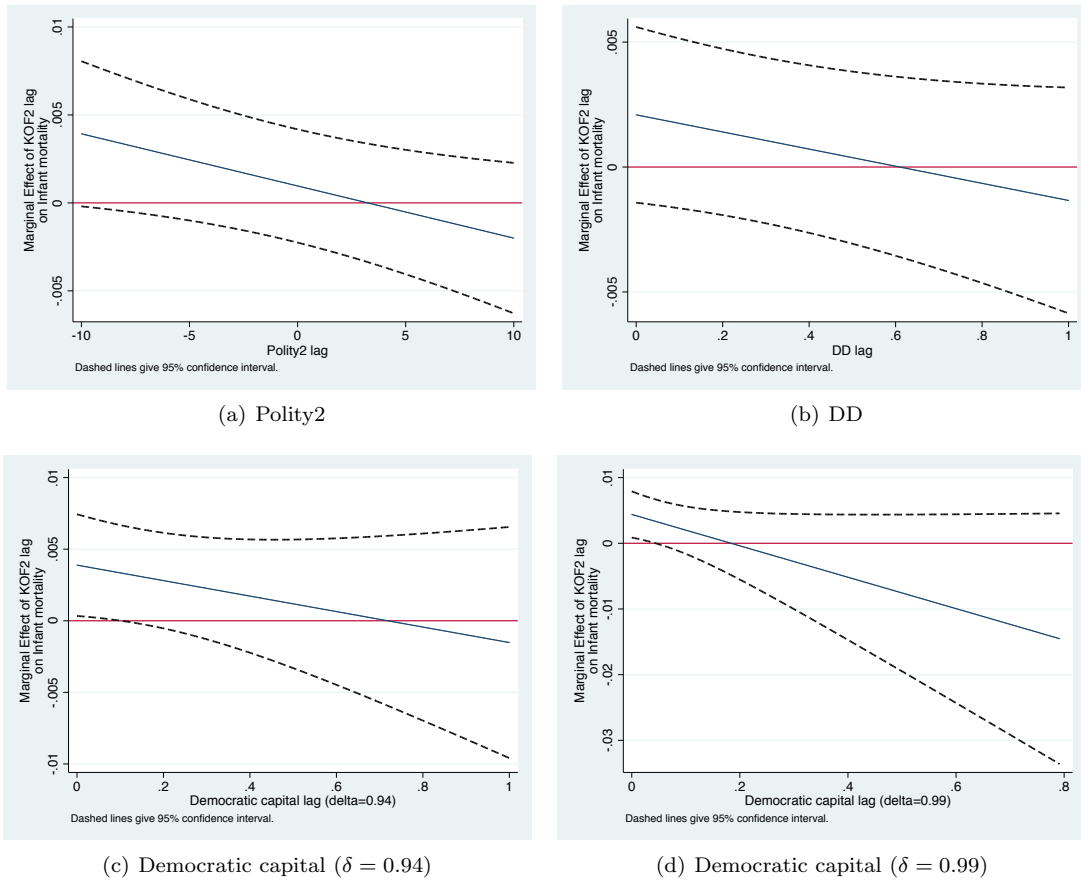 Marginal Effect of KOF2 lag
on Infant mortality
.01
.005
0
-.005
-10
-5
0
5
10
Polity2 lag
Dashed lines give 95% confidence interval.
(a) Polity2
Marginal Effect of KOF2 lag
on Infant mortality
.005
0
-.005
0
.2
.4
.6
.8
1
DD lag
Dashed lines give 95% confidence interval.
(b) DD
Marginal Effect of KOF2 lag
on Infant mortality
.01
.005
0
-.005
-.01
0
.2
.4
.6
.8
1
Democratic capital lag (delta=0.94)
Dashed lines give 95% confidence interval.
(c) Democratic capital (δ = 0.94)
Marginal Effect of KOF2 lag
on Infant mortality
.01
0
-.01
-.02
-.03
0
.2
.4
.6
.8
Democratic capital lag (delta=0.99)
Dashed lines give 95% confidence interval.
(d) Democratic capital (δ = 0.99)